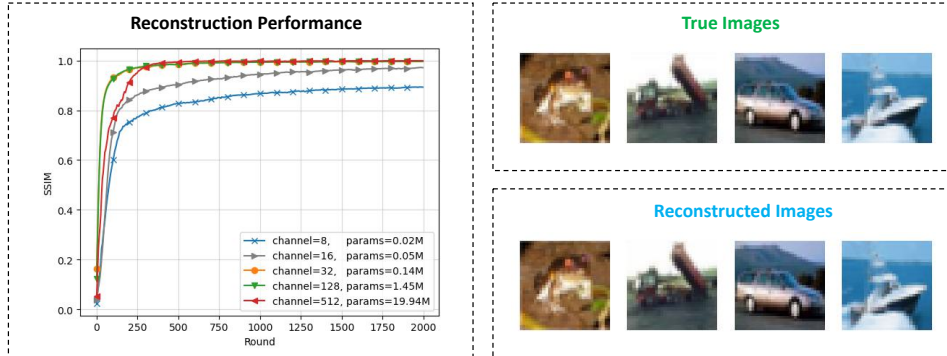 Reconstruction Performance
SSIM
1.0
0.8
0.6
0.4
0.2
0.0
channel=8, params=0.02M
channel=16, params=0.05M
channel=32, params=0.14M
channel=128, params=1.45M
channel=512, params=19.94M
0 250 500 750 1000 1250 1500 1750 2000
Round
True Images
Reconstructed Images